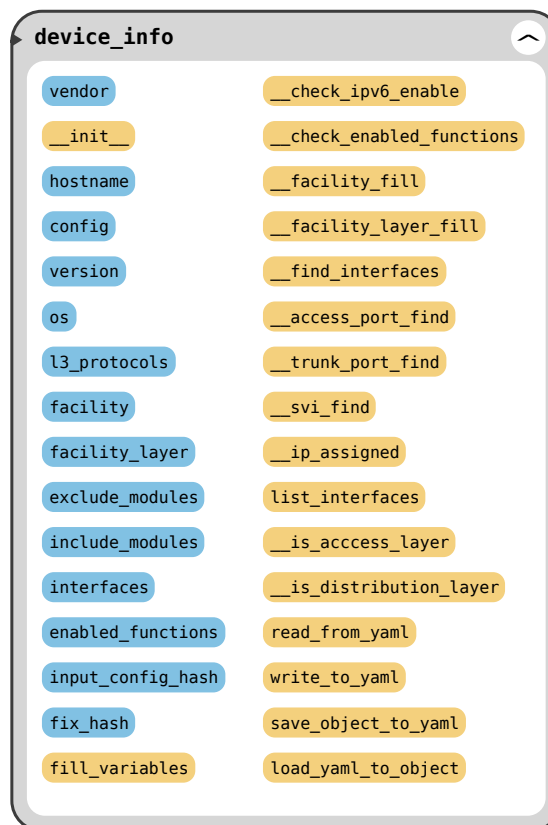 device_info
vendor
__init__
hostname
config
version
os
l3_protocols
facility
facility_layer
exclude_modules
include_modules
interfaces
enabled_functions
input_config_hash
fix_hash
fill_variables
__check_ipv6_enable
__check_enabled_functions
__facility_fill
__facility_layer_fill
__find_interfaces
__access_port_find
__trunk_port_find
__svi_find
__ip_assigned
list_interfaces
__is_acccess_layer
__is_distribution_layer
read_from_yaml
write_to_yaml
save_object_to_yaml
load_yaml_to_object